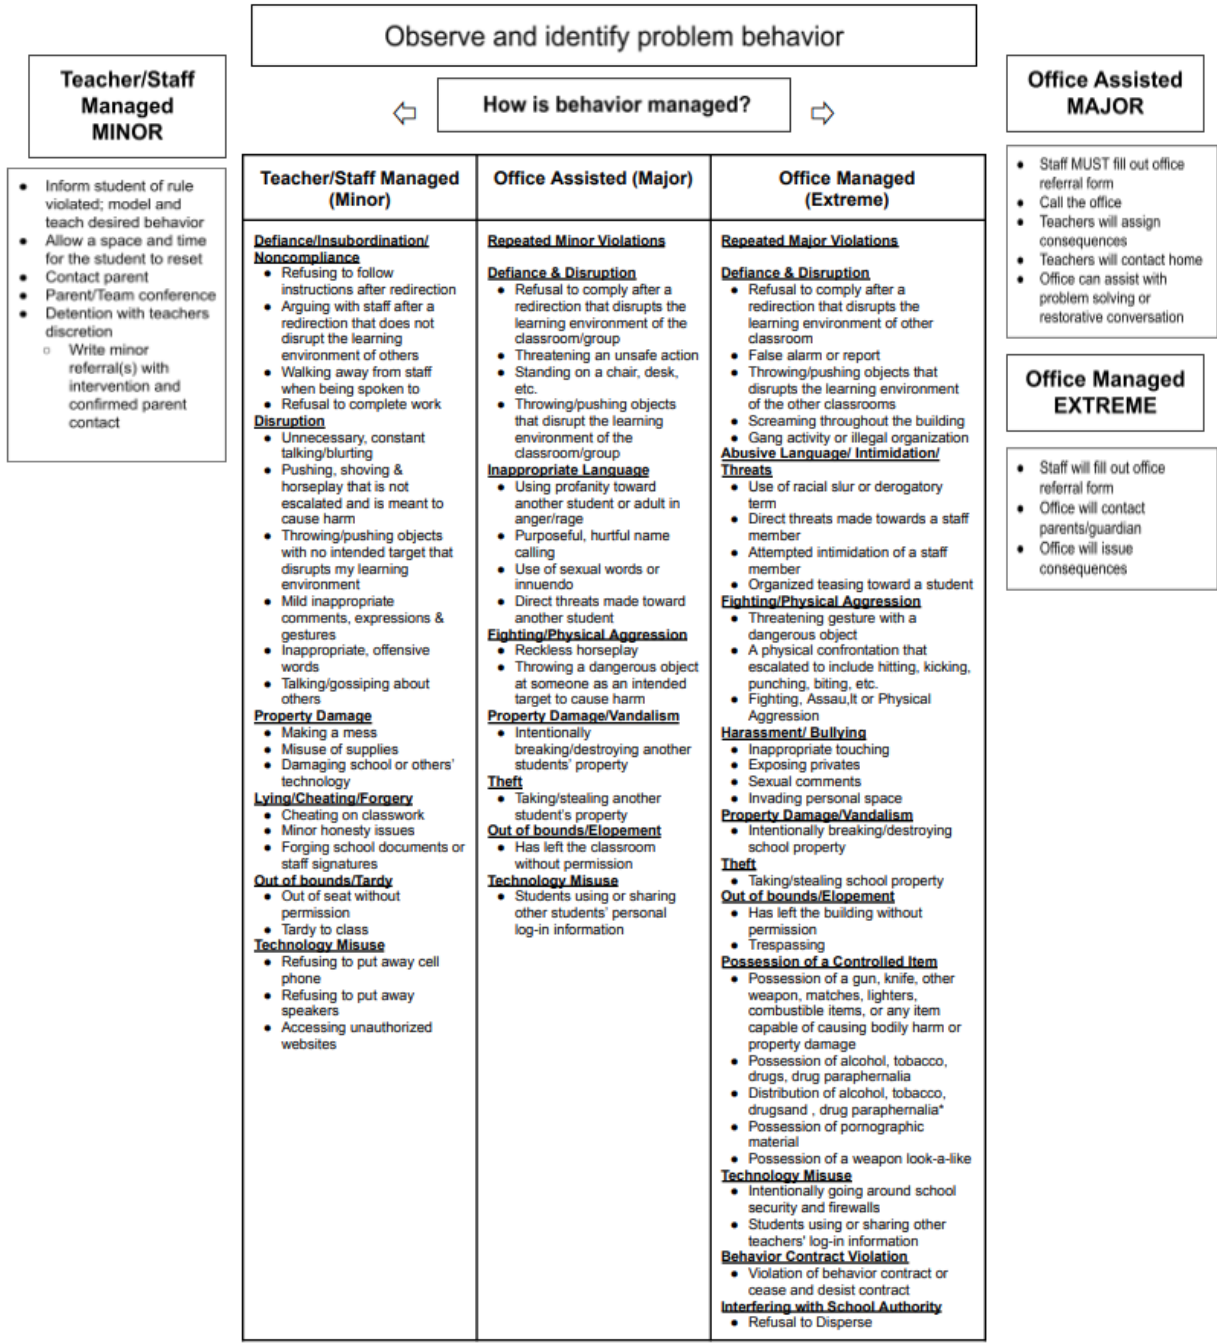 Observe and identify problem behavior
Teacher/Staff
Managed
MINOR
How is behavior managed?
Office Assisted
MAJOR
● Inform student of rule
violated; model and
teach desired behavior
● Allow a space and time
for the student to reset
● Contact parent
● Parent/Team conference
● Detention with teachers
discretion
○ Write minor
referral(s) with
intervention and
confirmed parent
contact
Teacher/Staff Managed
(Minor)
Defiance/Insubordination/
Noncompliance
● Refusing to follow
instructions after redirection
● Arguing with staff after a
redirection that does not
disrupt the learning
environment of others
● Walking away from staff
when being spoken to
● Refusal to complete work
Disruption
● Unnecessary, constant
talking/blurting
● Pushing, shoving &
horseplay that is not
escalated and is meant to
cause harm
● Throwing/pushing objects
with no intended target that
disrupts my learning
environment
● Mild inappropriate
comments, expressions &
gestures
● Inappropriate, offensive
words
● Talking/gossiping about
others
Property Damage
● Making a mess
● Misuse of supplies
● Damaging school or others'
technology
Lying/Cheating/Forgery
● Cheating on classwork
● Minor honesty issues
● Forging school documents or
staff signatures
Out of bounds/Tardy
● Out of seat without
permission
● Tardy to class
Technology Misuse
● Refusing to put away cell
phone
● Refusing to put away
speakers
● Accessing unauthorized
websites
Office Assisted (Major)
Repeated Minor Violations
Defiance & Disruption
● Refusal to comply after a
redirection that disrupts the
learning environment of the
classroom/group
● Threatening an unsafe action
● Standing on a chair, desk,
etc.
● Throwing/pushing objects
that disrupt the learning
environment of the
classroom/group
Inappropriate Language
● Using profanity toward
another student or adult in
anger/rage
● Purposeful, hurtful name
calling
● Use of sexual words or
innuendo
● Direct threats made toward
another student
Fighting/Physical Aggression
● Reckless horseplay
● Throwing a dangerous object
at someone as an intended
target to cause harm
Property Damage/Vandalism
● Intentionally
breaking/destroying another
students' property
Theft
● Taking/stealing another
student's property
Out of bounds/Elopement
● Has left the classroom
without permission
Technology Misuse
● Students using or sharing
other students' personal
log-in information
Office Managed
(Extreme)
Repeated Major Violations
Defiance & Disruption
● Refusal to comply after a
redirection that disrupts the
learning environment of other
classroom
● False alarm or report
● Throwing/pushing objects that
disrupts the learning environment
of the other classrooms
● Screaming throughout the building
● Gang activity or illegal organization
Abusive Language/ Intimidation/
Threats
● Use of racial slur or derogatory
term
● Direct threats made towards a staff
member
● Attempted intimidation of a staff
member
● Organized teasing toward a student
Fighting/Physical Aggression
● Threatening gesture with a
dangerous object
● A physical confrontation that
escalated to include hitting, kicking,
punching, biting, etc.
● Fighting, Assau,lt or Physical
Aggression
Harassment/ Bullying
● Inappropriate touching
● Exposing privates
● Sexual comments
● Invading personal space
Property Damage/Vandalism
● Intentionally breaking/destroying
school property
Theft
● Taking/stealing school property
Out of bounds/Elopement
● Has left the building without
permission
● Trespassing
Possession of a Controlled Item
● Possession of a gun, knife, other
weapon, matches, lighters,
combustible items, or any item
capable of causing bodily harm or
property damage
● Possession of alcohol, tobacco,
drugs, drug paraphernalia
● Distribution of alcohol, tobacco,
drugsand , drug paraphernalia*
● Possession of pornographic
material
● Possession of a weapon look-a-like
Technology Misuse
● Intentionally going around school
security and firewalls
● Students using or sharing other
teachers' log-in information
Behavior Contract Violation
● Violation of behavior contract or
cease and desist contract
Interfering with School Authority
● Refusal to Disperse
● Staff MUST fill out office
referral form
● Call the office
● Teachers will assign
consequences
● Teachers will contact home
● Office can assist with
problem solving or
restorative conversation
Office Managed
EXTREME
● Staff will fill out office
referral form
● Office will contact
parents/guardian
● Office will issue
consequences